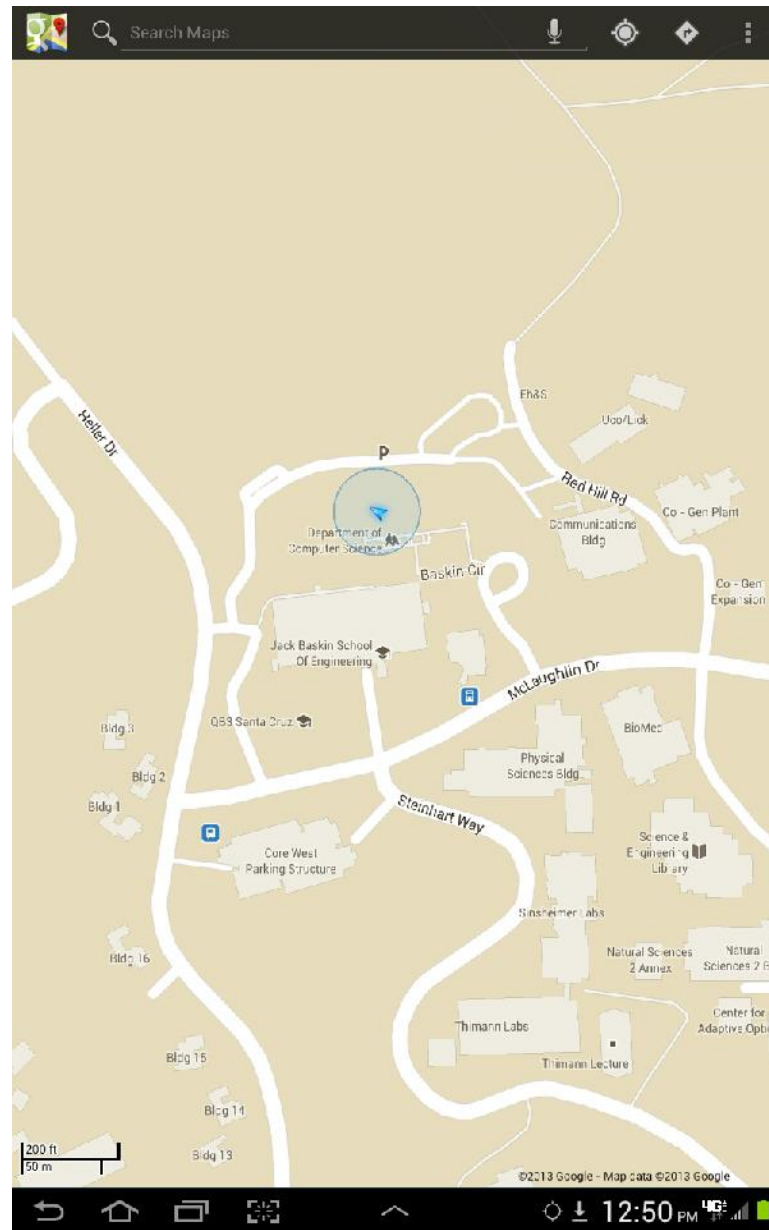 Search Maps
Heller Dr
Eh&S
Uco/Lick
P
Red Hill Rd
Co - Gen Plant
Communications
Bldg
Department of
Computer Science
Baskin Cir
Co - Gen
Expansion
Jack Baskin School
Of Engineering
McLaughlin Dr
QB3 Santa Cruz
Bldg 3
BioMed
Physical
Sciences Bldg
Bldg 2
Bldg 1
Steinhart Way
Core West
Parking Structure
Science &
Engineering
Library
Sinsheimer Labs
Bldg 16
Natural Sciences
2 Annex
Natural
Sciences 2 B
Center for
Adaptive Optic
Thimann Labs
Bldg 15
Thimann Lecture
Bldg 14
200 ft
50 m
Bldg 13
©2013 Google - Map data ©2013 Google
12:50 PM 4G